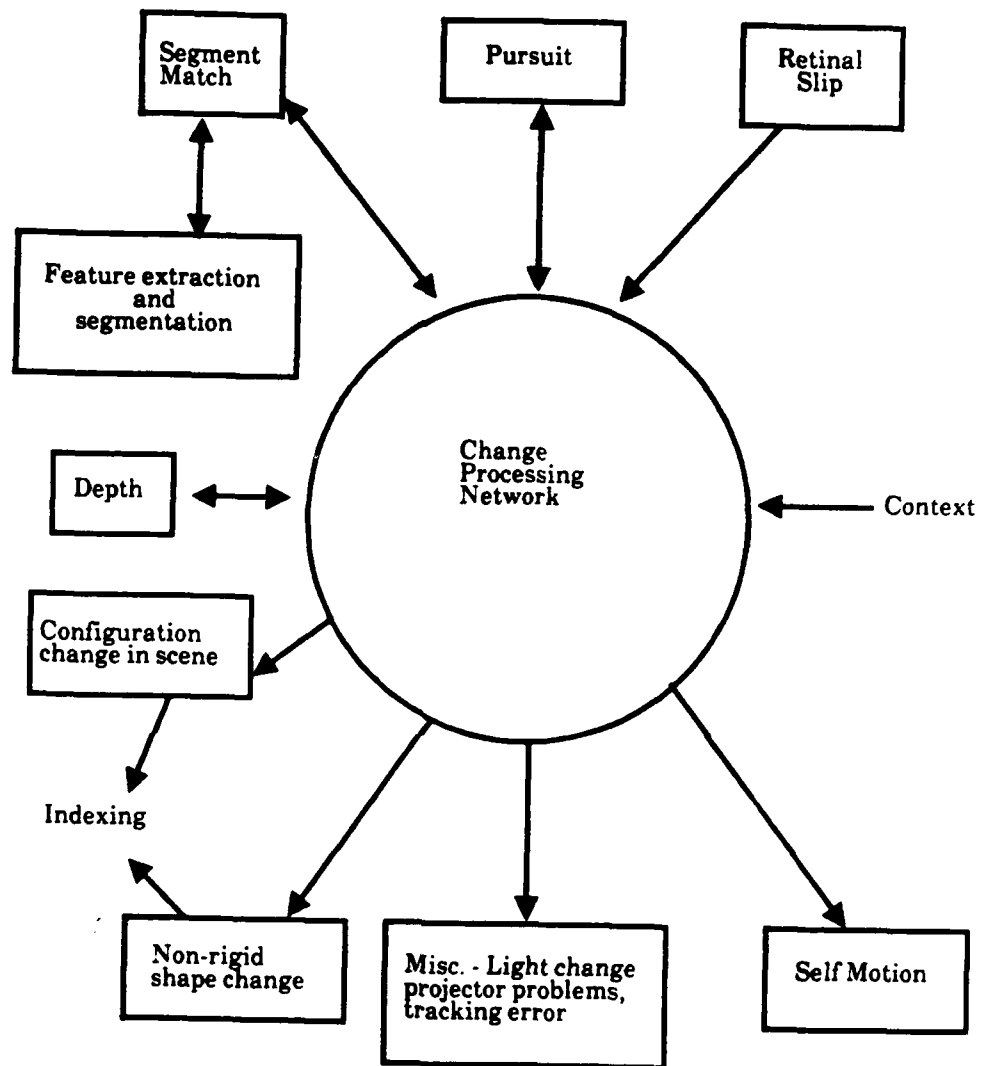 Segment
Match
Pursuit
Retinal
Slip
Feature extraction
and
segmentation
Change
Processing
Network
Depth
Context
Configuration
change in scene
Indexing
Non-rigid
shape change
Misc. - Light change
projector problems,
tracking error
Self Motion